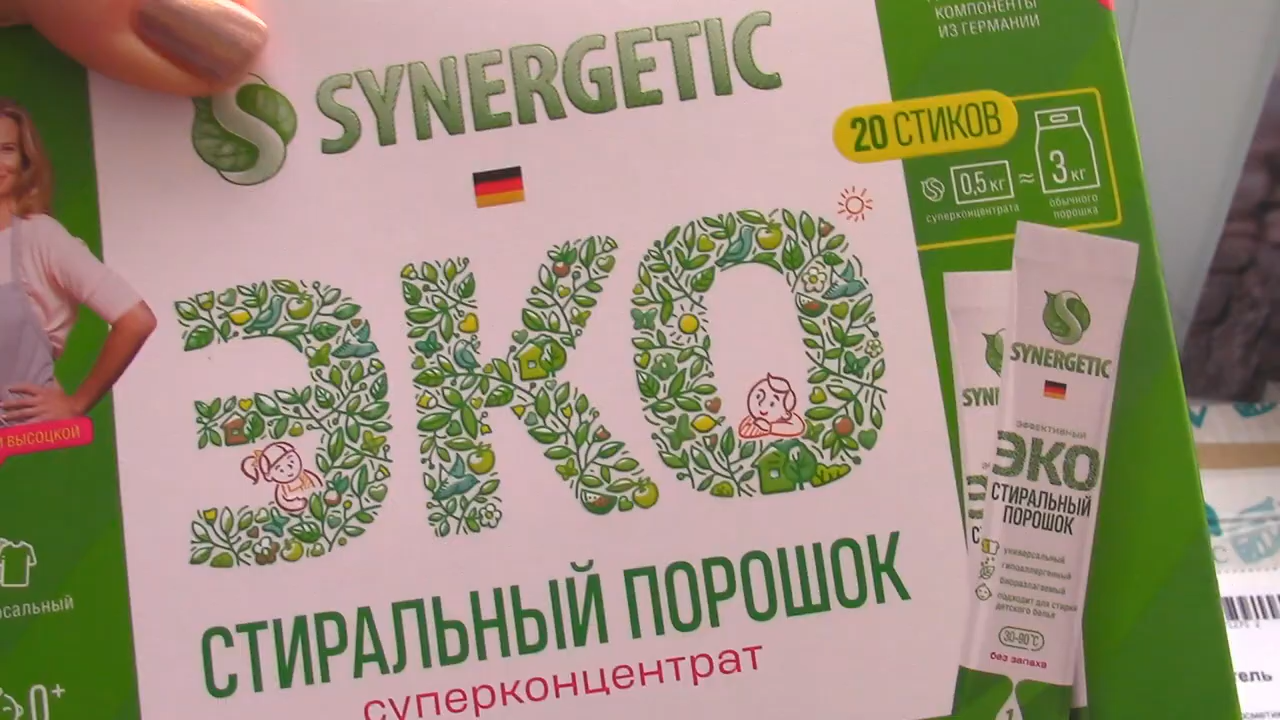 КОМПОНЕНТЫ
ИЗ ГЕРМАНИИ
SYNERGETIC
20 СТИКОВ
0,5 кг ≈ 3 кг
суперконцентрата
обычного
порошка
ЭКО
СТИРАЛЬНЫЙ ПОРОШОК
суперконцентрат
ВЫСОЦКОЙ
0+
SYNERGETIC
ЭФФЕКТИВНЫЙ
ЭКО
СТИРАЛЬНЫЙ
ПОРОШОК
универсальный
гипоаллергенный
биоразлагаемый
подходит для стирки
детского белья
30-90°C
без запаха
1